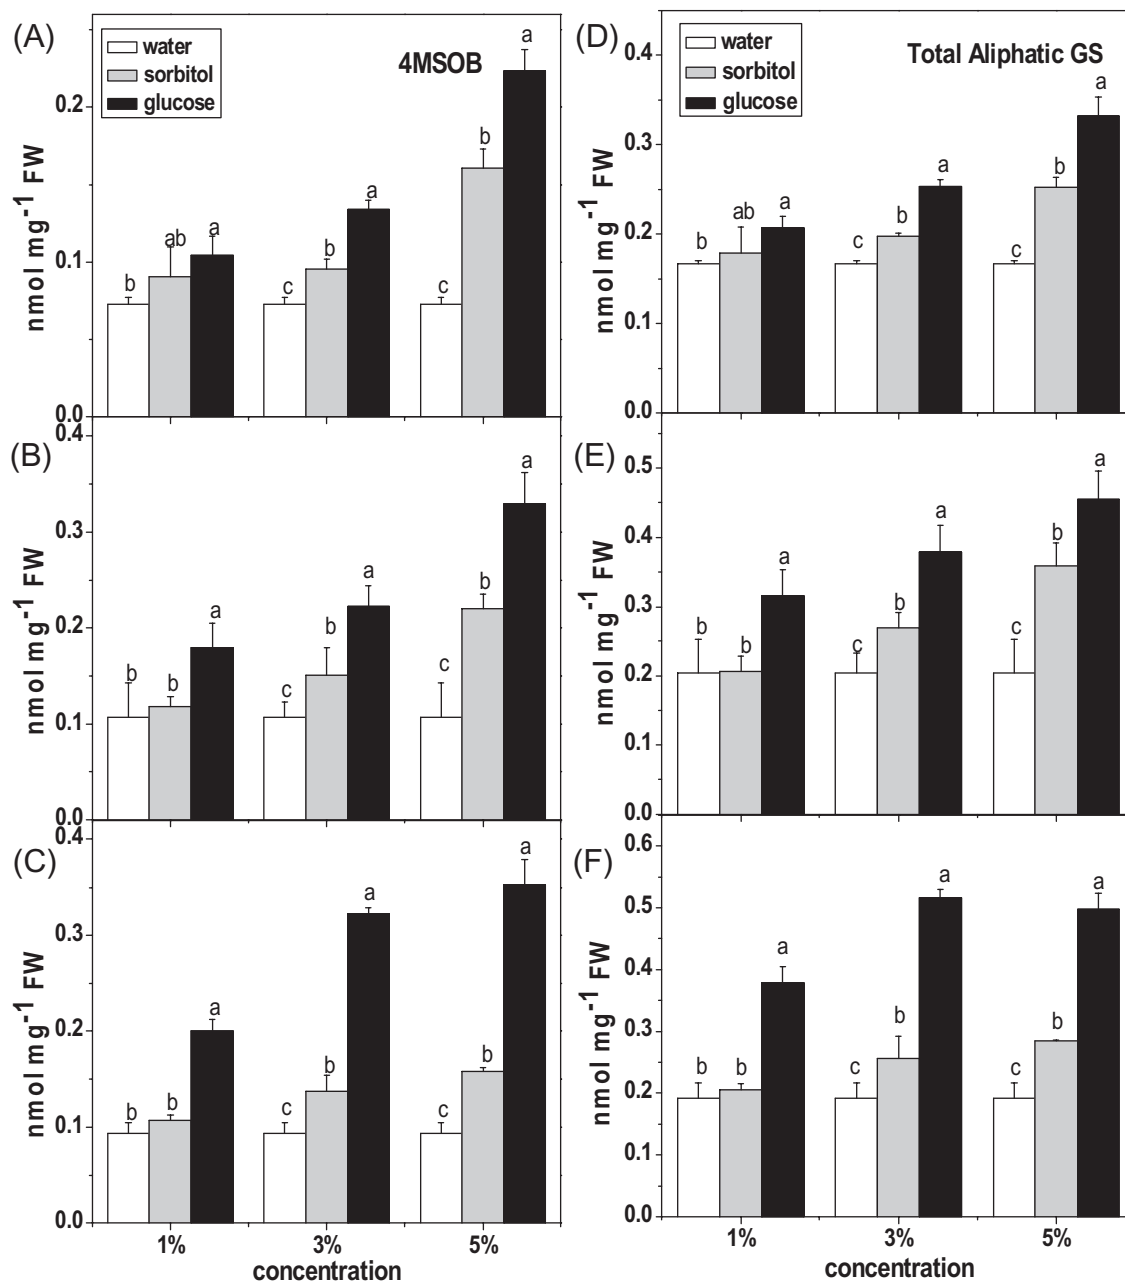 (A)
water
sorbitol
glucose
4MSOB
nmol mg-1 FW
0.2
0.1
0.0
b
ab
a
c
b
a
c
b
a
(D)
water
sorbitol
glucose
Total Aliphatic GS
nmol mg-1 FW
0.4
0.3
0.2
0.1
0.0
b
ab
a
c
b
a
c
b
a
(B)
nmol mg-1 FW
0.4
0.3
0.2
0.1
0.0
b
b
a
c
b
a
c
b
a
(E)
nmol mg-1 FW
0.5
0.4
0.3
0.2
0.1
0.0
b
b
a
c
b
a
c
b
a
(C)
nmol mg-1 FW
0.4
0.3
0.2
0.1
0.0
b
b
a
c
b
a
c
b
a
1%
3%
5%
concentration
(F)
nmol mg-1 FW
0.6
0.5
0.4
0.3
0.2
0.1
0.0
b
b
a
c
b
a
c
b
a
1%
3%
5%
concentration